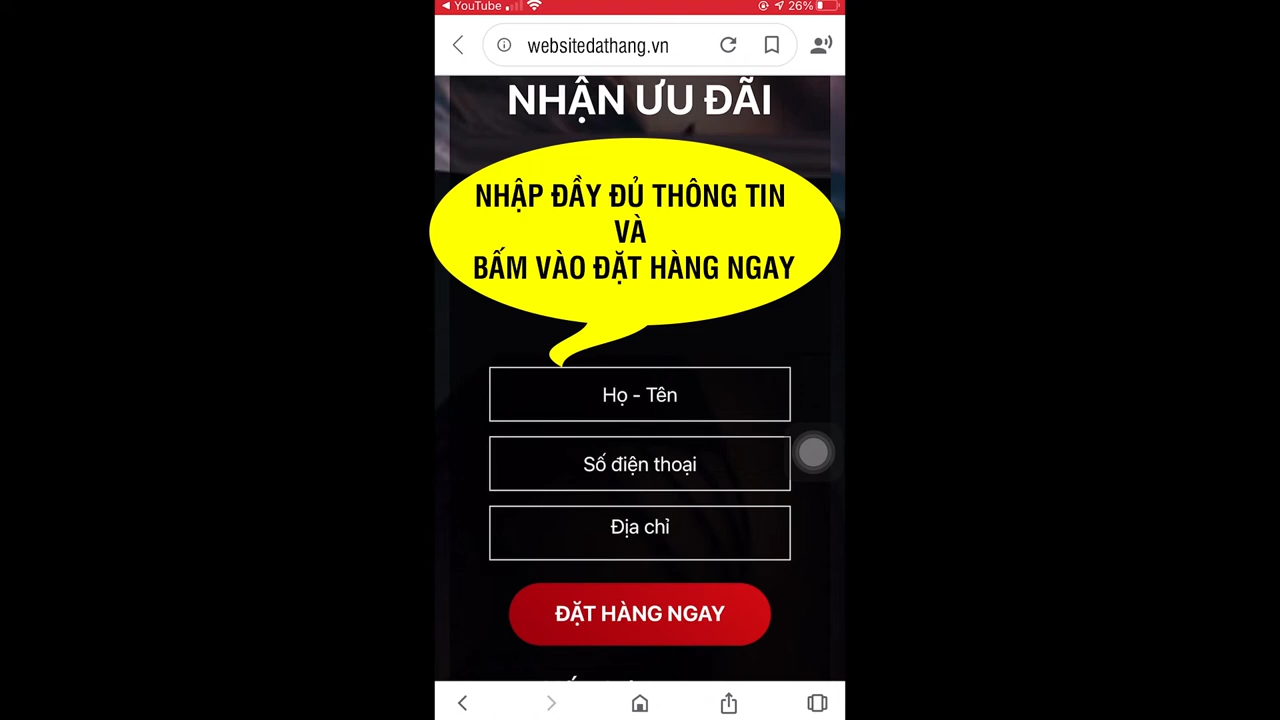 YouTube 26%
websitedathang.vn
NHẬN ƯU ĐÃI
NHẬP ĐẦY ĐỦ THÔNG TIN
VÀ
BẤM VÀO ĐẶT HÀNG NGAY
Họ - Tên
Số điện thoại
Địa chỉ
ĐẶT HÀNG NGAY